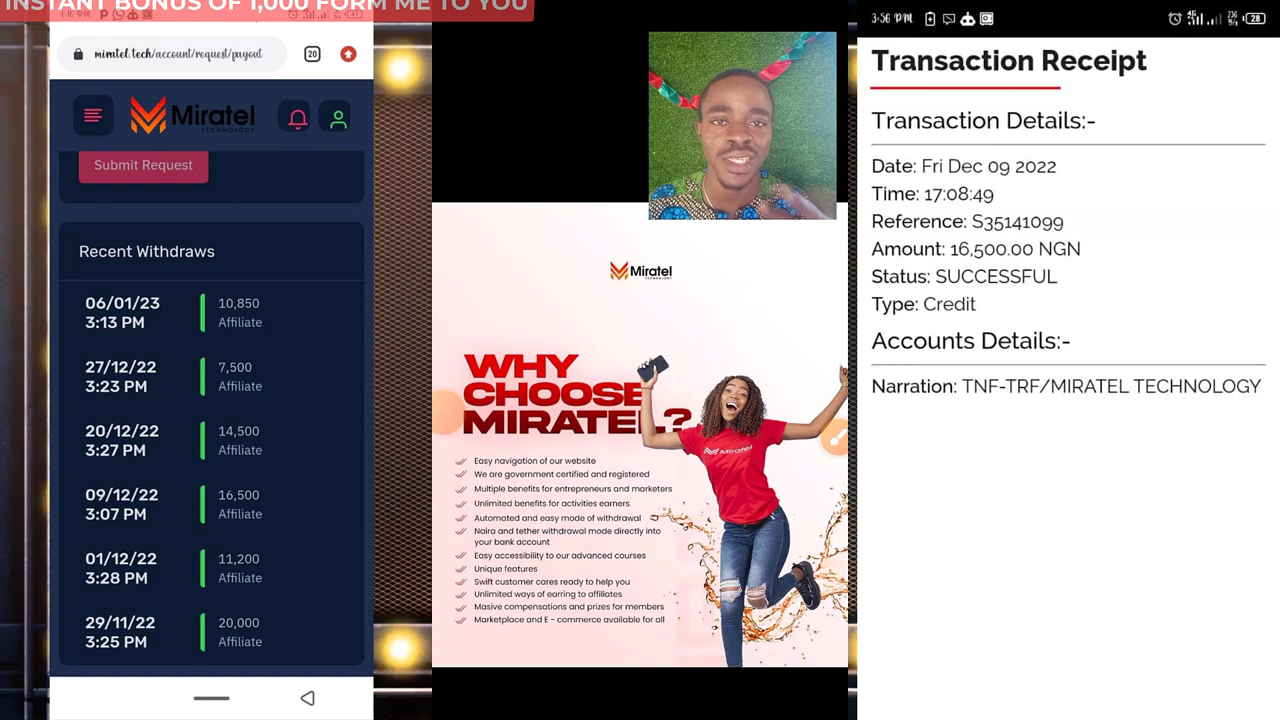 INSTANT BONUS OF 1,000 FORM ME TO YOU
20
miratel.tech/account/request/payout
Miratel
TECHNOLOGY
Submit Request
Recent Withdraws
06/01/23
3:13 PM
10,850
Affiliate
27/12/22
3:23 PM
7,500
Affiliate
20/12/22
3:27 PM
14,500
Affiliate
09/12/22
3:07 PM
16,500
Affiliate
01/12/22
3:28 PM
11,200
Affiliate
29/11/22
3:25 PM
20,000
Affiliate
Miratel
TECHNOLOGY
WHY
CHOOSE
MIRATEL?
Easy navigation of our website
We are government certified and registered
Multiple benefits for entrepreneurs and marketers
Unlimited benefits for activities earners
Automated and easy mode of withdrawal
Naira and tether withdrawal mode directly into
your bank account
Easy accessibility to our advanced courses
Unique features
Swift customer cares ready to help you
Unlimited ways of earring to affiliates
Masive compensations and prizes for members
Marketplace and E - commerce available for all
Miratel
3:56 PM
28
Transaction Receipt
Transaction Details:-
Date: Fri Dec 09 2022
Time: 17:08:49
Reference: S35141099
Amount: 16,500.00 NGN
Status: SUCCESSFUL
Type: Credit
Accounts Details:-
Narration: TNF-TRF/MIRATEL TECHNOLOGY